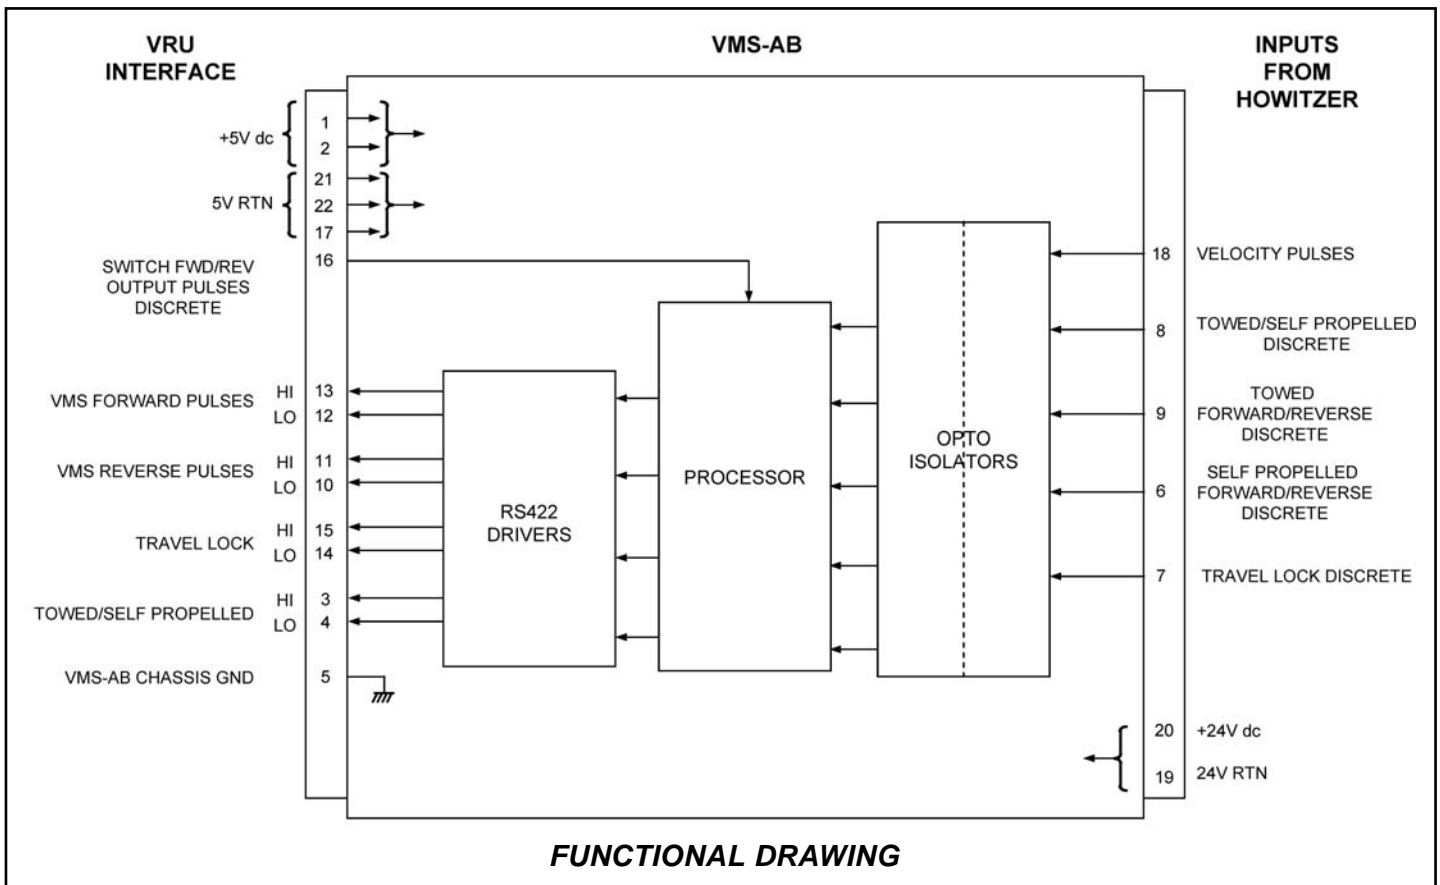 VRU
INTERFACE
VMS-AB
INPUTS
FROM
HOWITZER
+5V dc
1
2
5V RTN
21
22
17
SWITCH FWD/REV
OUTPUT PULSES
DISCRETE
16
VMS FORWARD PULSES
HI 13
LO 12
VMS REVERSE PULSES
HI 11
LO 10
TRAVEL LOCK
HI 15
LO 14
TOWED/SELF PROPELLED
HI 3
LO 4
VMS-AB CHASSIS GND 5
RS422
DRIVERS
PROCESSOR
OPTO
ISOLATORS
18 VELOCITY PULSES
8 TOWED/SELF PROPELLED
DISCRETE
TOWED
9 FORWARD/REVERSE
DISCRETE
SELF PROPELLED
6 FORWARD/REVERSE
DISCRETE
7 TRAVEL LOCK DISCRETE
20 +24V dc
19 24V RTN
FUNCTIONAL DRAWING